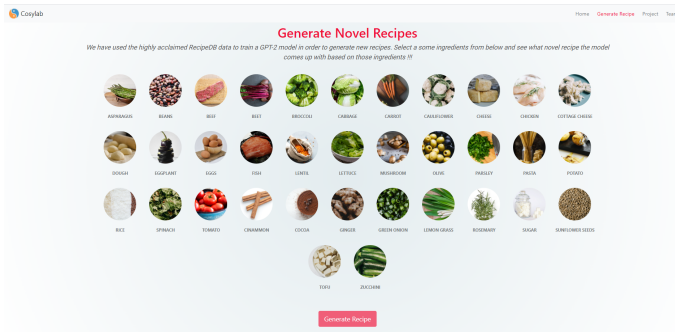 Cosylab
Home Generate Recipe Project Team
Generate Novel Recipes
We have used the highly acclaimed RecipeDB data to train a GPT-2 model in order to generate new recipes. Select a some ingredients from below and see what novel recipe the model
comes up with based on those ingredients !!!
ASPARAGUS BEANS BEEF BEET BROCCOLI CABBAGE CARROT CAULIFLOWER CHEESE CHICKEN COTTAGE CHEESE
DOUGH EGGPLANT EGGS FISH LENTIL LETTUCE MUSHROOM OLIVE PARSLEY PASTA POTATO
RICE SPINACH TOMATO CINAMMON COCOA GINGER GREEN ONION LEMON GRASS ROSEMARY SUGAR SUNFLOWER SEEDS
TOFU ZUCCHINI
Generate Recipe